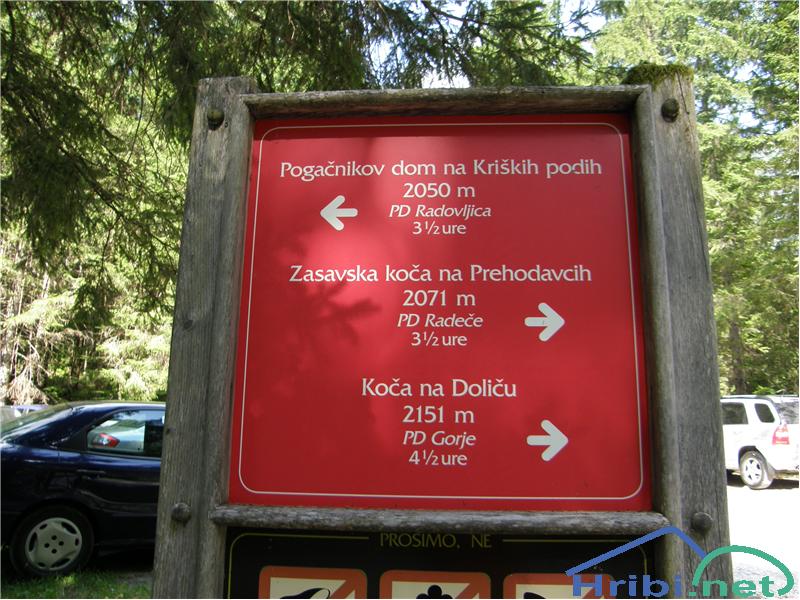 Pogačnikov dom na Kriških podih
2050 m
PD Radovljica
3½ ure
Zasavska koča na Prehodavcih
2071 m
PD Radeče
3½ ure
Koča na Doliču
2151 m
PD Gorje
4½ ure
PROSIMO, NE
Hribi.net